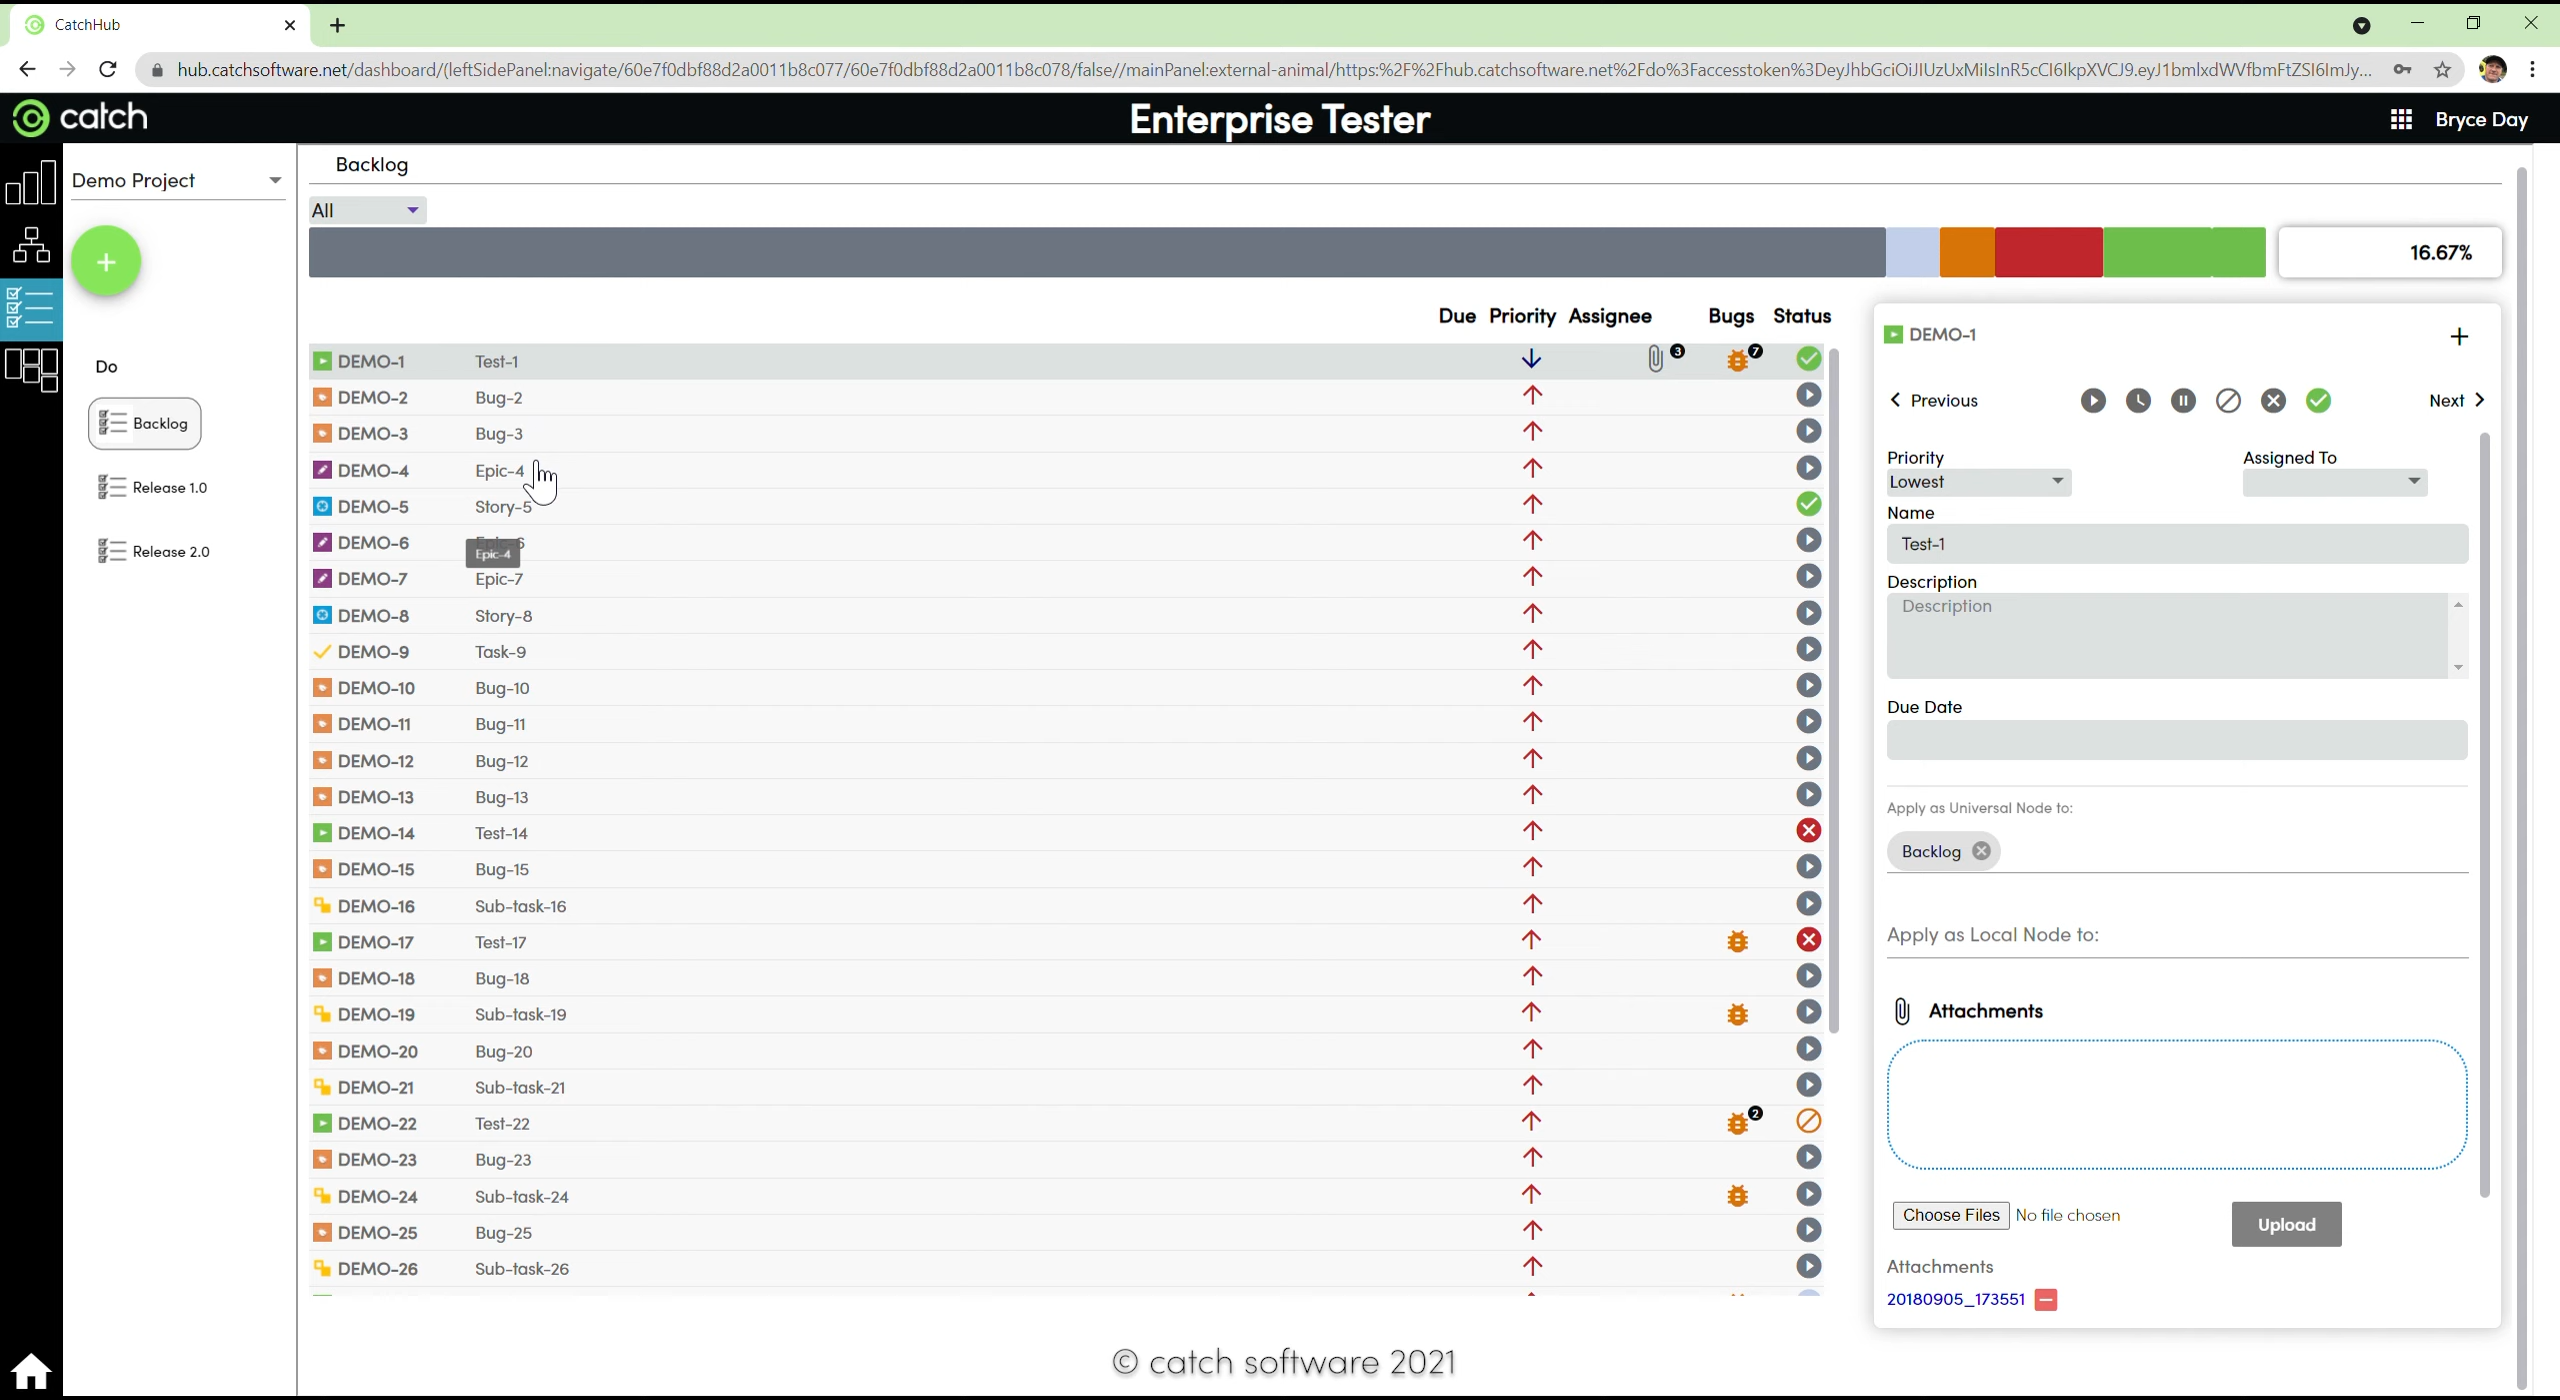 CatchHub
hub.catchsoftware.net/dashboard/(leftSidePanel:navigate/60e7f0dbf88d2a0011b8c077/60e7f0dbf88d2a0011b8c078/false//mainPanel:external-animal/https:%2F%2Fhub.catchsoftware.net%2Fdo%3Faccesstoken%3DeyJhbGciOiJIUzUxMiIsInR5cCI6IkpXVCJ9.eyJ1bmlxdWVfbmFtZSI6ImJy...
catch
Enterprise Tester
Bryce Day
Demo Project
Backlog
All
16.67%
Do
Backlog
Release 1.0
Release 2.0
Due Priority Assignee Bugs Status
DEMO-1 Test-1 3 7
DEMO-2 Bug-2
DEMO-3 Bug-3
DEMO-4 Epic-4
DEMO-5 Story-5
DEMO-6 Epic-6
Epic-4
DEMO-7 Epic-7
DEMO-8 Story-8
DEMO-9 Task-9
DEMO-10 Bug-10
DEMO-11 Bug-11
DEMO-12 Bug-12
DEMO-13 Bug-13
DEMO-14 Test-14
DEMO-15 Bug-15
DEMO-16 Sub-task-16
DEMO-17 Test-17
DEMO-18 Bug-18
DEMO-19 Sub-task-19
DEMO-20 Bug-20
DEMO-21 Sub-task-21
DEMO-22 Test-22 2
DEMO-23 Bug-23
DEMO-24 Sub-task-24
DEMO-25 Bug-25
DEMO-26 Sub-task-26
DEMO-1
Previous Next
Priority Assigned To
Lowest
Name
Test-1
Description
Description
Due Date
Apply as Universal Node to:
Backlog
Apply as Local Node to:
Attachments
Choose Files No file chosen
Upload
Attachments
20180905_173551
© catch software 2021